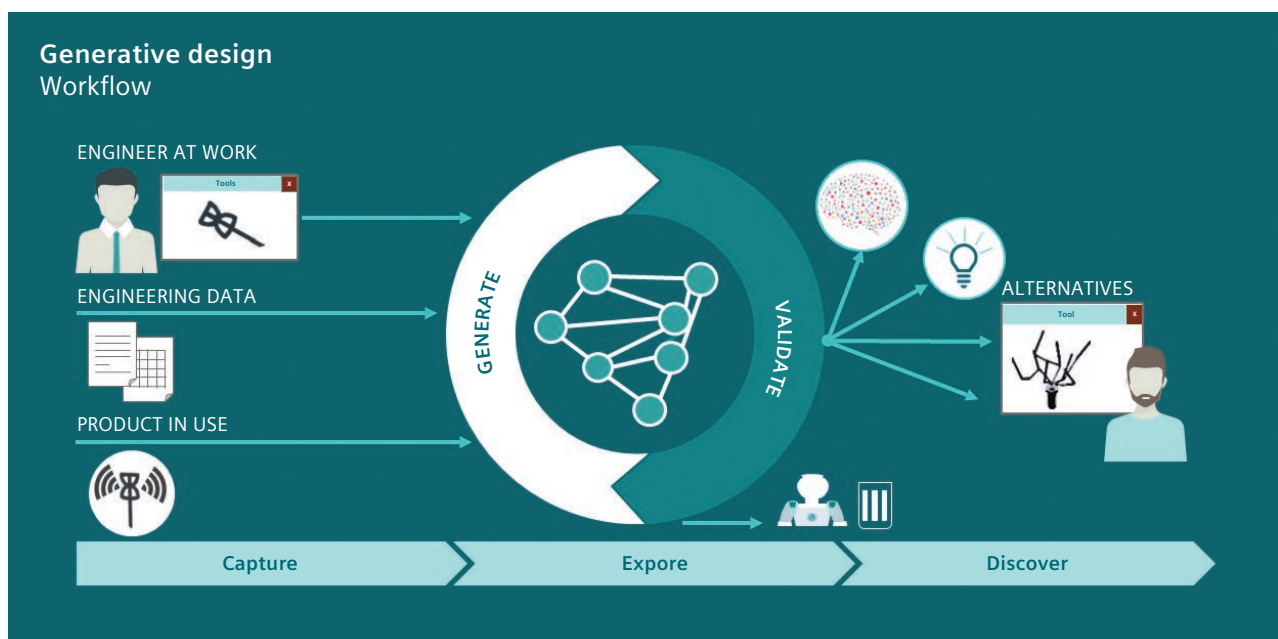 Generative design
Workflow
ENGINEER AT WORK
Tools
x
ENGINEERING DATA
PRODUCT IN USE
GENERATE
VALIDATE
ALTERNATIVES
Tool
x
Capture
Expore
Discover